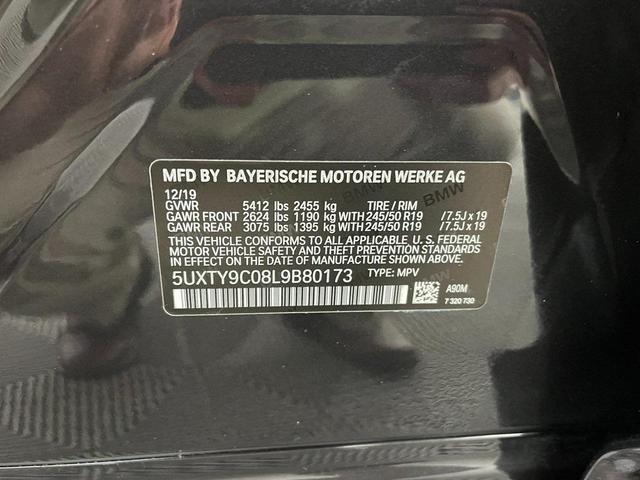 MFD BY BAYERISCHE MOTOREN WERKE AG
12/19
GVWR 5412 lbs 2455 kg TIRE / RIM
GAWR FRONT 2624 lbs 1190 kg WITH 245/50 R19 /7.5J x 19
GAWR REAR 3075 lbs 1395 kg WITH 245/50 R19 /7.5J x 19
THIS VEHICLE CONFORMS TO ALL APPLICABLE U. S. FEDERAL
MOTOR VEHICLE SAFETY AND THEFT PREVENTION STANDARDS
IN EFFECT ON THE DATE OF MANUFACTURE SHOWN ABOVE.
5UXTY9C08L9B80173 TYPE: MPV
A90M
7 320 730
BMW
BMW